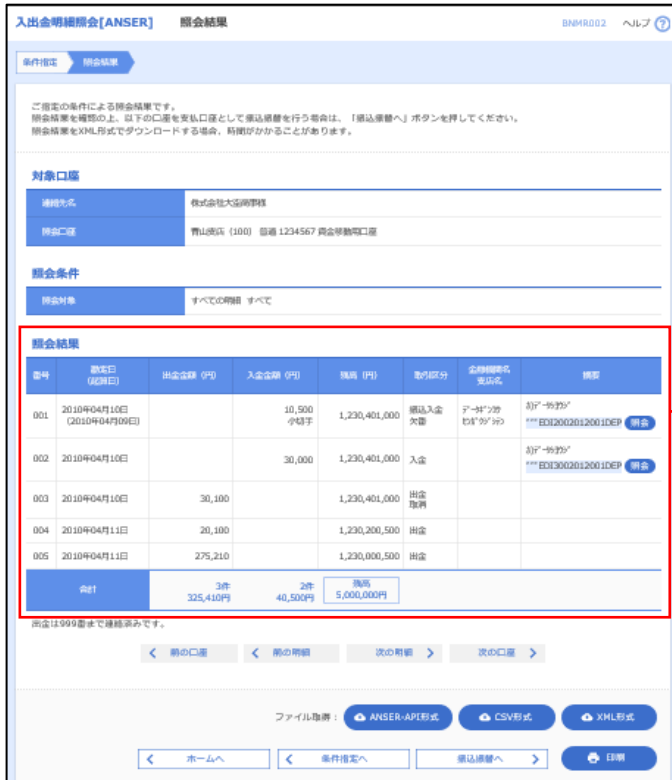 入出金明細照会[ANSER] 照会結果 BNMR002 ヘルプ ?
条件指定 照会結果
ご指定の条件による照会結果です。
照会結果を確認の上、以下の口座を支払口座として振込振替を行う場合は、「振込振替へ」ボタンを押してください。
照会結果をXML形式でダウンロードする場合、時間がかかることがあります。
対象口座
連絡先名 株式会社大空商事様
照会口座 青山支店（100） 普通 1234567 資金移動用口座
照会条件
照会対象 すべての明細 すべて
照会結果
番号 勘定日 (起算日) 出金金額（円） 入金金額（円） 残高（円） 取引区分 金融機関名 支店名 摘要
001 2010年04月10日 (2010年04月09日) 10,500 小切手 1,230,401,000 振込入金 欠番
***EDI2002012001DEP 照会
002 2010年04月10日 30,000 1,230,401,000 入金
***EDI3002012001DEP 照会
003 2010年04月10日 30,100 1,230,401,000 出金 取消
004 2010年04月11日 20,100 1,230,200,500 出金
005 2010年04月11日 275,210 1,230,000,500 出金
合計 3件 325,410円 2件 40,500円 残高 5,000,000円
出金は999番まで連絡済みです。
前の口座 前の明細 次の明細 次の口座
ファイル取得： ANSER-API形式 CSV形式 XML形式
ホームへ 条件指定へ 振込振替へ 印刷